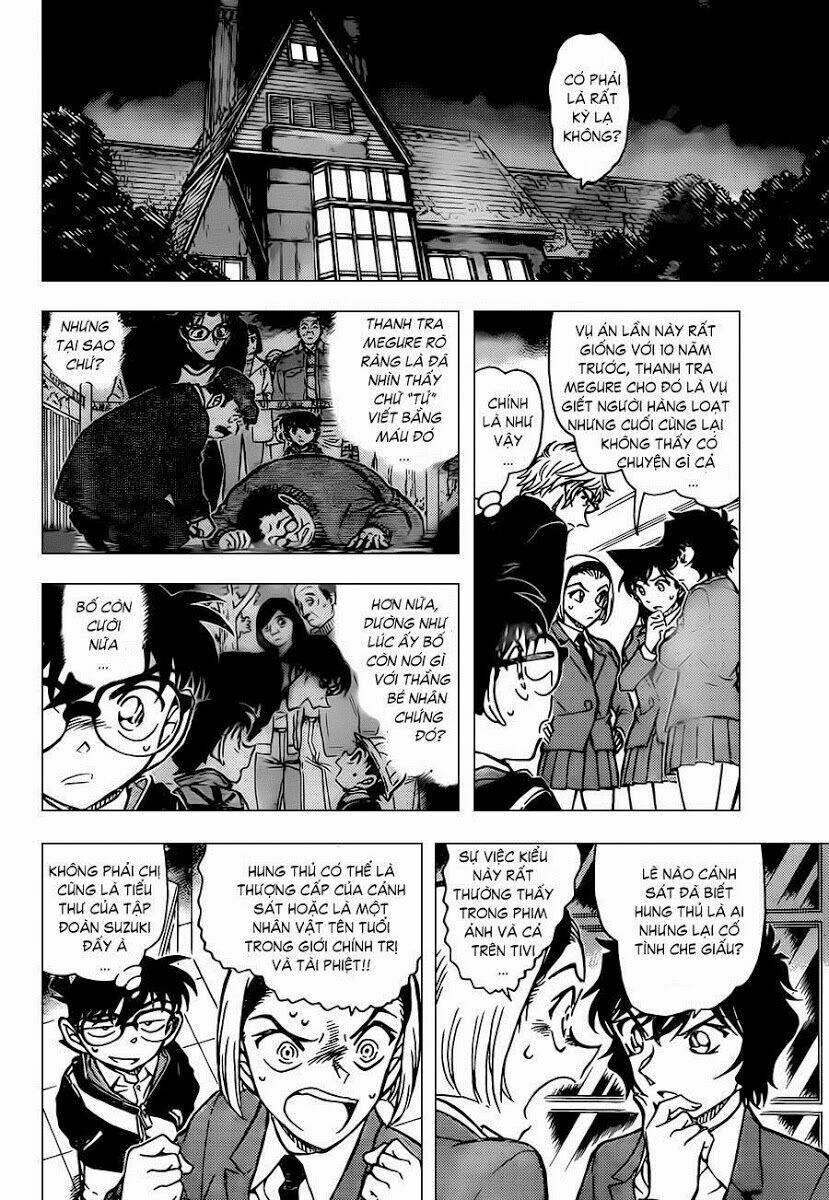 CÓ PHẢI
LÀ RẤT
KỲ LẠ
KHÔNG?
VỤ ÁN LẦN NÀY RẤT
GIỐNG VỚI 10 NĂM
TRƯỚC, THANH TRA
MEGURE CHO ĐÓ LÀ VỤ
GIẾT NGƯỜI HÀNG LOẠT
NHƯNG CUỐI CÙNG LẠI
KHÔNG THẤY CÓ
CHUYỆN GÌ CẢ
...
CHÍNH
LÀ NHƯ
VẬY
...
THANH TRA
MEGURE RÕ
RÀNG LÀ ĐÃ
NHÌN THẤY
CHỮ "TỬ"
VIẾT BẰNG
MÁU ĐÓ
NHƯNG
TẠI SAO
CHỨ?
HƠN NỮA,
DƯỜNG NHƯ
LÚC ẤY BỐ
CÒN NÓI GÌ
VỚI THẰNG
BÉ NHÂN
CHỨNG ĐÓ?
BỐ CÒN
CƯỜI
NỮA
...
LẼ NÀO CẢNH
SÁT ĐÃ BIẾT
HUNG THỦ LÀ AI
NHƯNG LẠI CỐ
TÌNH CHE GIẤU?
SỰ VIỆC KIỂU
NÀY RẤT
THƯỜNG THẤY
TRONG PHIM
ẢNH VÀ CẢ
TRÊN TIVI
...
HUNG THỦ CÓ THỂ LÀ
THƯỢNG CẤP CỦA CẢNH
SÁT HOẶC LÀ MỘT
NHÂN VẬT TÊN TUỔI
TRONG GIỚI CHÍNH TRỊ
VÀ TÀI PHIỆT!!
KHÔNG PHẢI CHỊ
CŨNG LÀ TIỂU
THƯ CỦA TẬP
ĐOÀN SUZUKI
ĐẤY À
...